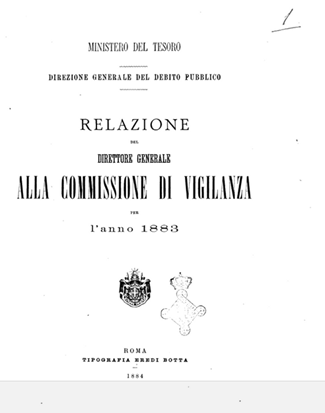 1
MINISTERO DEL TESORO
DIREZIONE GENERALE DEL DEBITO PUBBLICO
RELAZIONE
DEL
DIRETTORE GENERALE
ALLA COMMISSIONE DI VIGILANZA
PER
l'anno 1883
ROMA
TIPOGRAFIA EREDI BOTTA
1884